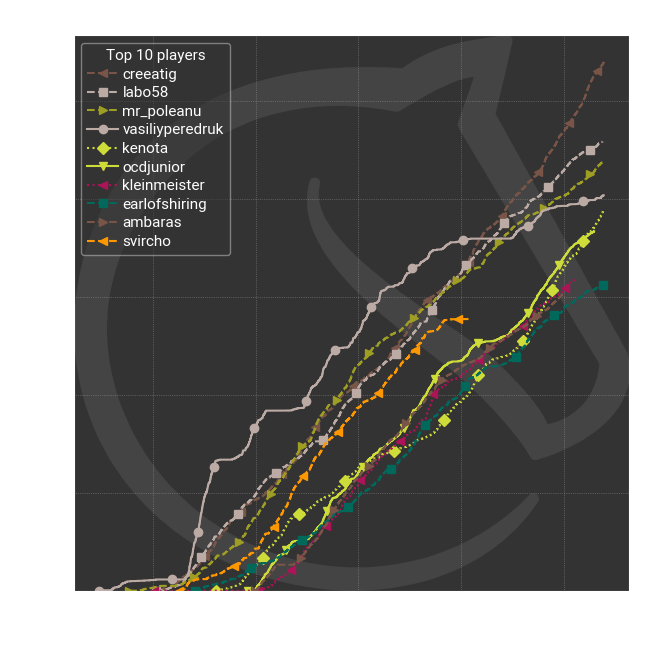 Top 10 players
creeatig
labo58
mr_poleanu
vasiliyperedruk
kenota
ocdjunior
kleinmeister
earlofshiring
ambaras
svircho